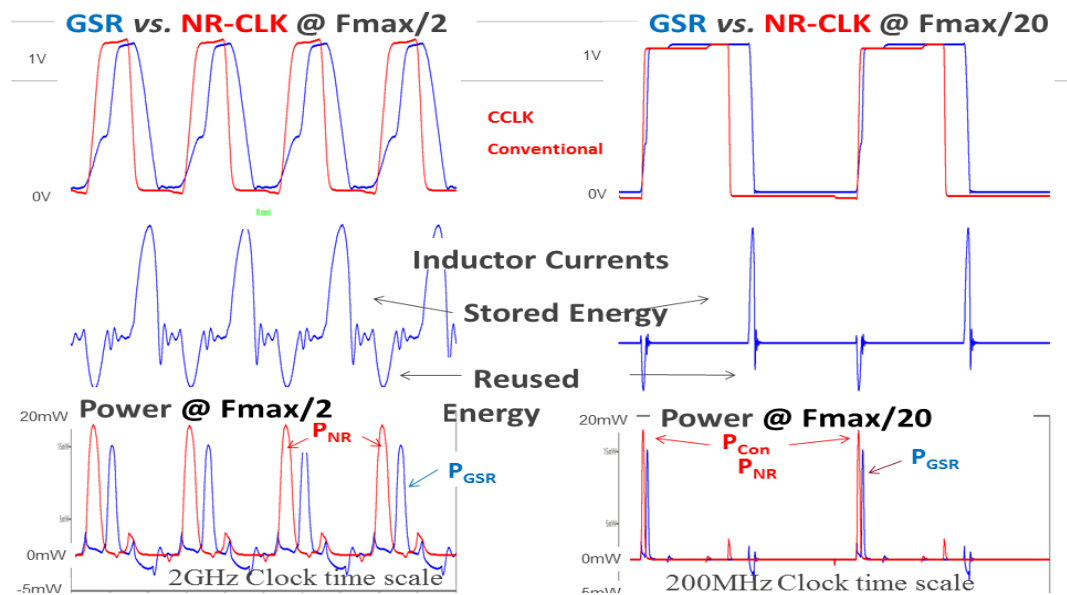 GSR vs. NR-CLK @ Fmax/2
GSR vs. NR-CLK @ Fmax/20
1V
1V
CCLK
Conventional
0V
0V
Inductor Currents
Stored Energy
Reused
Energy
20mW
Power @ Fmax/2
PNR
PGSR
0mW
-5mW
2GHz Clock time scale
20mW
Power @ Fmax/20
PCon
PNR
PGSR
0mW
-5mW
200MHz Clock time scale